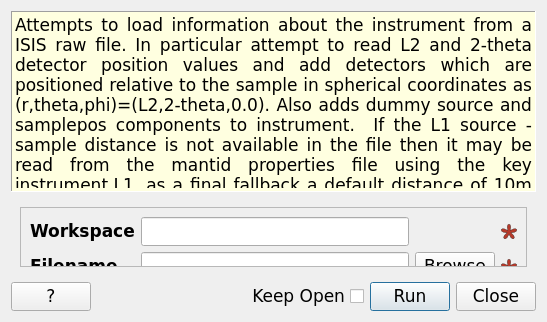 Attempts to load information about the instrument from a
ISIS raw file. In particular attempt to read L2 and 2-theta
detector position values and add detectors which are
positioned relative to the sample in spherical coordinates as
(r,theta,phi)=(L2,2-theta,0.0). Also adds dummy source and
samplepos components to instrument. If the L1 source -
sample distance is not available in the file then it may be
read from the mantid properties file using the key
instrument.L1, as a final fallback a default distance of 10m
Workspace
Filename
Browse
? Keep Open Run Close